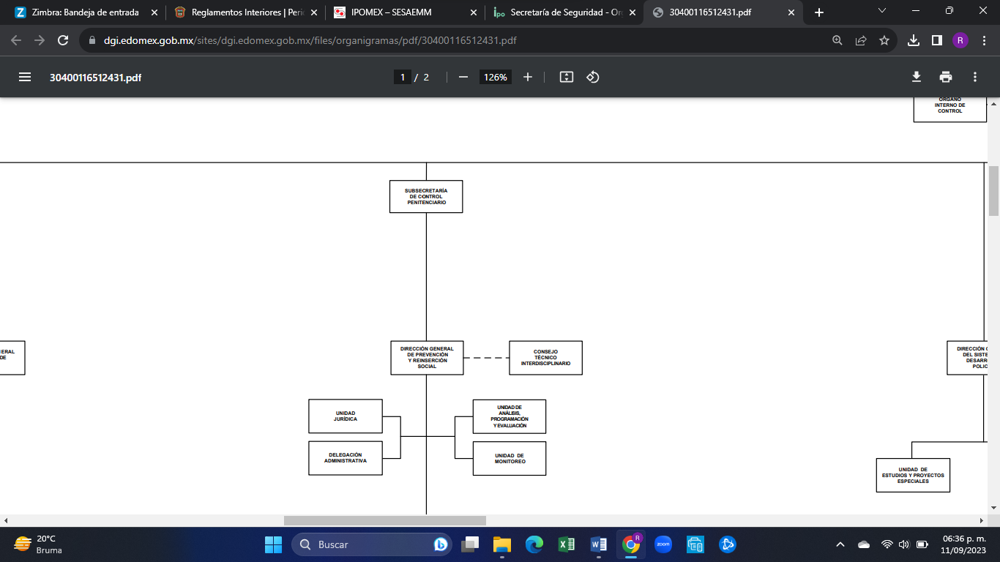 Zimbra: Bandeja de entrada
Reglamentos Interiores | Peri
IPOMEX – SESAEMM
ipo
Secretaría de Seguridad - Or
30400116512431.pdf
dgi.edomex.gob.mx/sites/dgi.edomex.gob.mx/files/organigramas/pdf/30400116512431.pdf
R
30400116512431.pdf
1 / 2
126%
ÓRGANO
INTERNO DE
CONTROL
SUBSECRETARÍA
DE CONTROL
PENITENCIARIO
ERAL
DE
DIRECCIÓN GENERAL
DE PREVENCIÓN
Y REINSERCIÓN
SOCIAL
CONSEJO
TÉCNICO
INTERDISCIPLINARIO
DIRECCIÓN G
DEL SISTE
DESARR
POLIC
UNIDAD
JURÍDICA
UNIDAD DE
ANÁLISIS,
PROGRAMACIÓN
Y EVALUACIÓN
DELEGACIÓN
ADMINISTRATIVA
UNIDAD DE
MONITOREO
UNIDAD DE
ESTUDIOS Y PROYECTOS
ESPECIALES
20°C
Bruma
Buscar
R
zoom
06:36 p. m.
11/09/2023